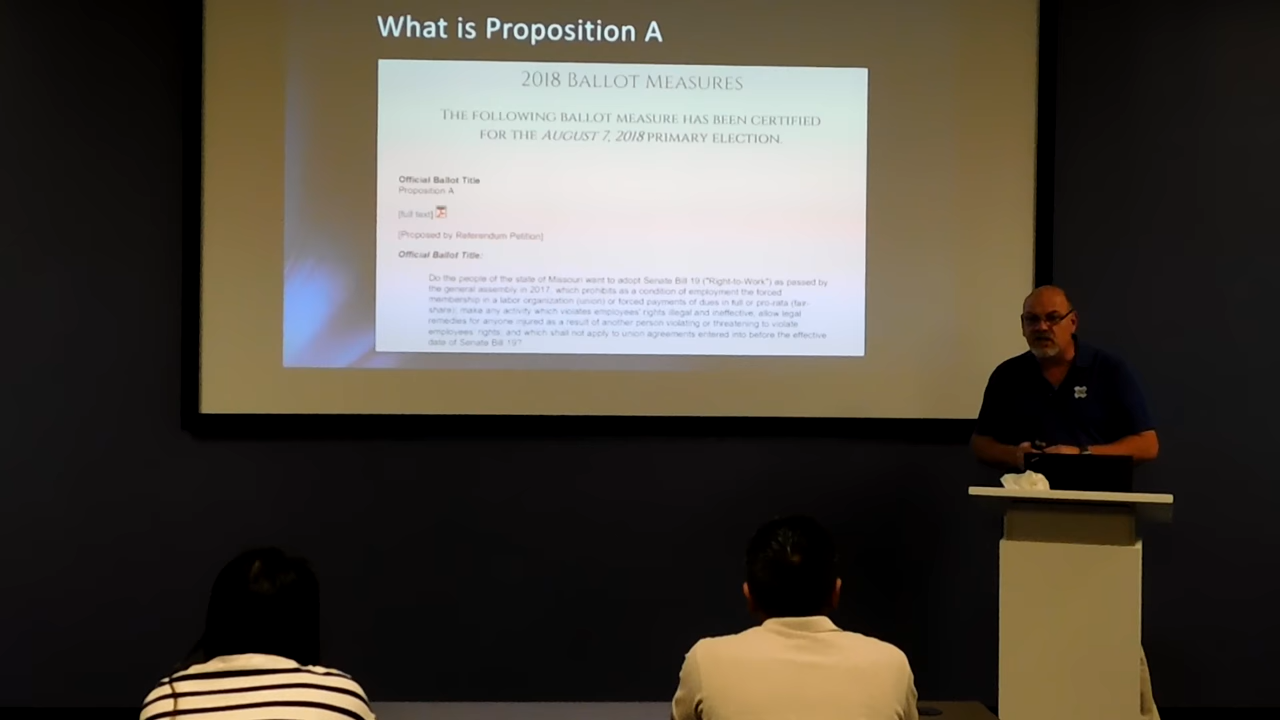 What is Proposition A
2018 Ballot Measures
The following ballot measure has been certified
for the August 7, 2018 primary election.
Official Ballot Title
Proposition A
[full text]
[Proposed by Referendum Petition]
Official Ballot Title:
Do the people of the state of Missouri want to adopt Senate Bill 19 ("Right-to-Work") as passed by
the general assembly in 2017, which prohibits as a condition of employment the forced
membership in a labor organization (union) or forced payments of dues in full or pro-rata (fair-
share); make any activity which violates employees' rights illegal and ineffective; allow legal
remedies for anyone injured as a result of another person violating or threatening to violate
employees' rights; and which shall not apply to union agreements entered into before the effective
date of Senate Bill 19?